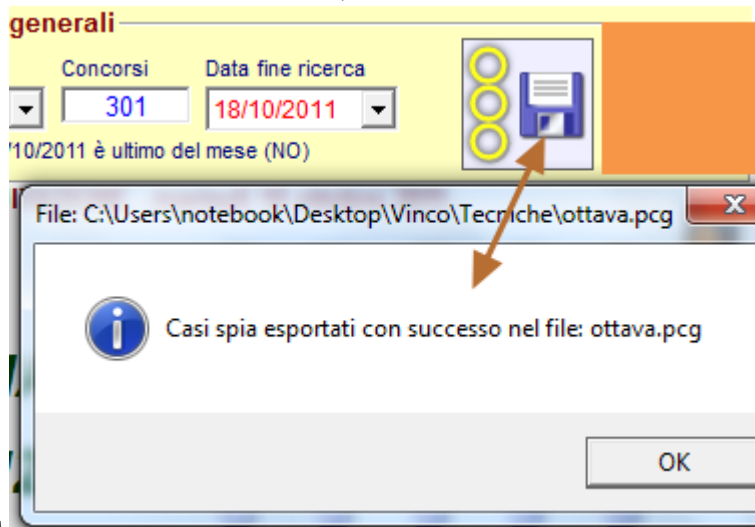 generali
Concorsi Data fine ricerca
301 18/10/2011
/10/2011 è ultimo del mese (NO)
File: C:\Users\notebook\Desktop\Vinco\Tecniche\ottava.pcg
Casi spia esportati con successo nel file: ottava.pcg
OK